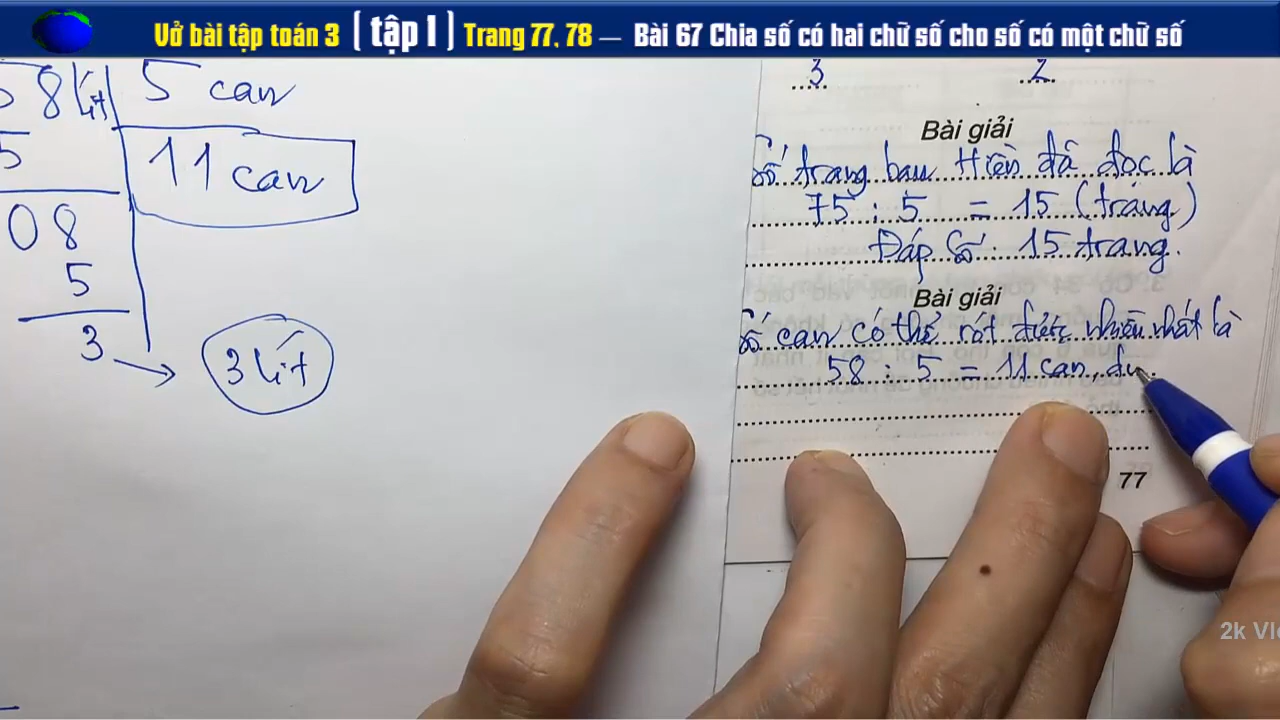 Vở bài tập toán 3 [ tập 1 ] Trang 77, 78 — Bài 67 Chia số có hai chữ số cho số có một chữ số
58 lít 5 can
5 11 can
08
5
3
3 lít
3 2
Bài giải
Số trang bạn Hiền đã đọc là
75 : 5 = 15 (trang)
Đáp số: 15 trang.
Bài giải
Số can có thể rót được nhiều nhất là
58 : 5 = 11 can, dư
77
2k Vlo